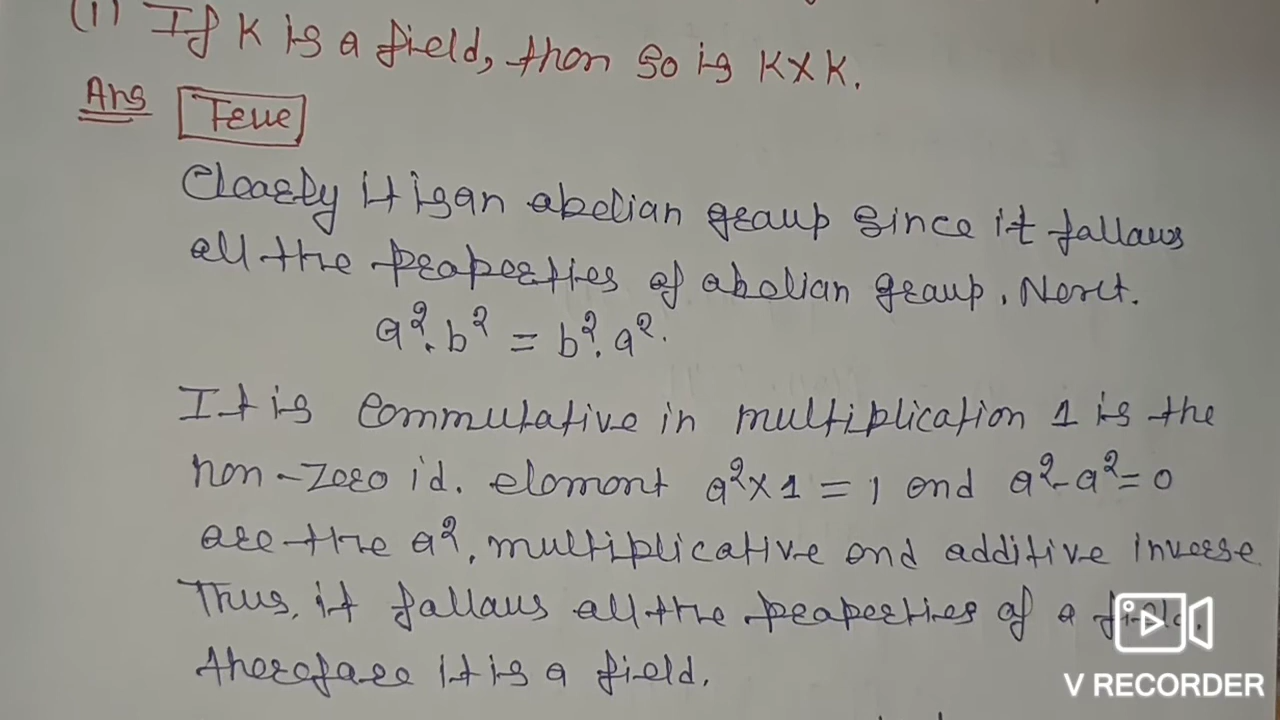 (i) If K is a field, then so is K×K.
Ans True
Clearly it is an abelian group since it follows
all the properties of abelian group. Next.
a². b² = b². a².
It is commutative in multiplication 1 is the
non-zero id. element a²×1 = 1 and a²-a²=0
are the a², multiplicative and additive inverse.
Thus, it follows all the properties of a field.
therefore it is a field.
V RECORDER